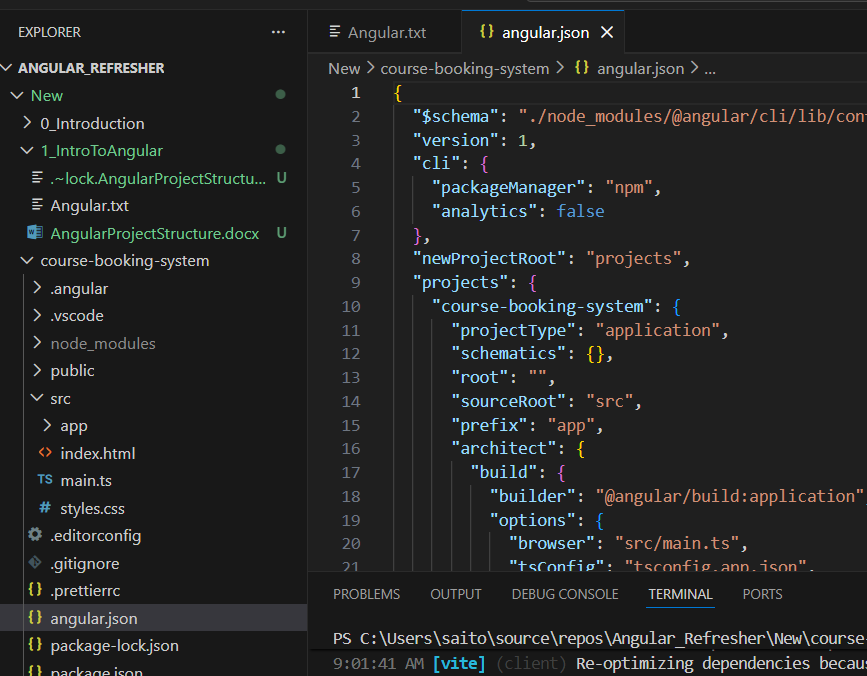 EXPLORER
ANGULAR_REFRESHER
New
0_Introduction
1_IntroToAngular
.~lock.AngularProjectStructu... U
Angular.txt
AngularProjectStructure.docx U
course-booking-system
.angular
.vscode
node_modules
public
src
app
<> index.html
TS main.ts
# styles.css
.editorconfig
.gitignore
{} .prettierrc
{} angular.json
{} package-lock.json
{} package.json
Angular.txt
{} angular.json
New > course-booking-system > {} angular.json > ...
1 {
2 "$schema": "./node_modules/@angular/cli/lib/con
3 "version": 1,
4 "cli": {
5 "packageManager": "npm",
6 "analytics": false
7 },
8 "newProjectRoot": "projects",
9 "projects": {
10 "course-booking-system": {
11 "projectType": "application",
12 "schematics": {},
13 "root": "",
14 "sourceRoot": "src",
15 "prefix": "app",
16 "architect": {
17 "build": {
18 "builder": "@angular/build:application",
19 "options": {
20 "browser": "src/main.ts",
21 "tsConfig": "tsconfig.app.json",
PROBLEMS OUTPUT DEBUG CONSOLE TERMINAL PORTS
PS C:\Users\saito\source\repos\Angular_Refresher\New\course-
9:01:41 AM [vite] (client) Re-optimizing dependencies becau